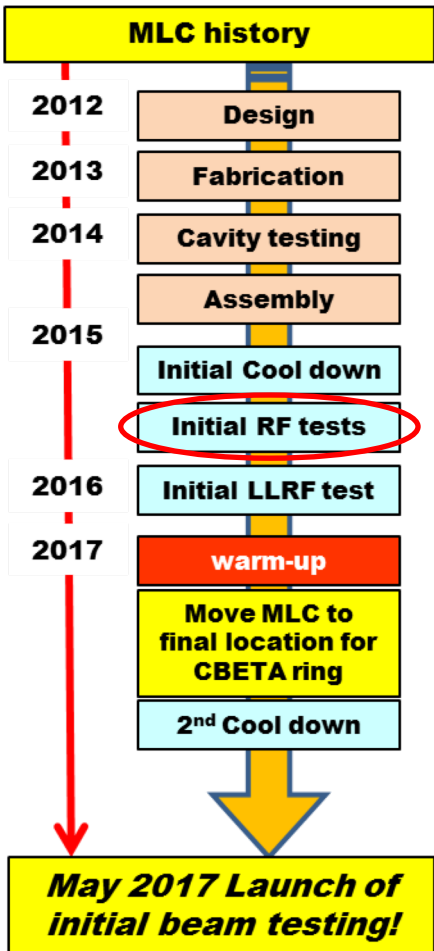 MLC history
2012
Design
2013
Fabrication
2014
Cavity testing
Assembly
2015
Initial Cool down
Initial RF tests
2016
Initial LLRF test
2017
warm-up
Move MLC to
final location for
CBETA ring
2nd Cool down
May 2017 Launch of
initial beam testing!